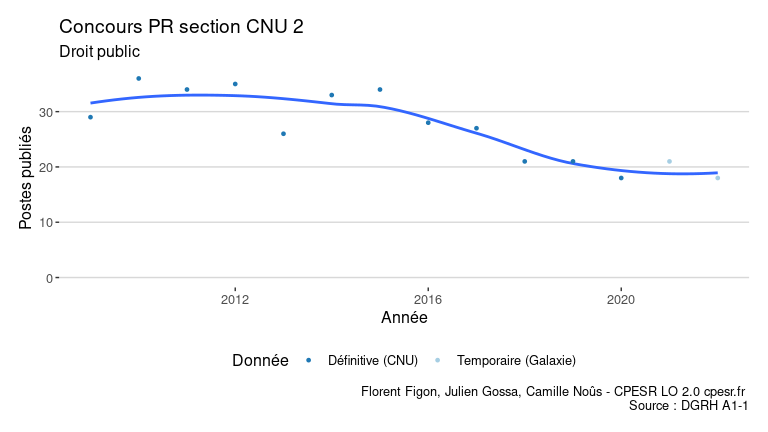 Concours PR section CNU 2
Droit public
Postes publiés
30
20
10
0
2012
2016
2020
Année
Donnée
Définitive (CNU)
Temporaire (Galaxie)
Florent Figon, Julien Gossa, Camille Noûs - CPESR LO 2.0 cpesr.fr
Source : DGRH A1-1